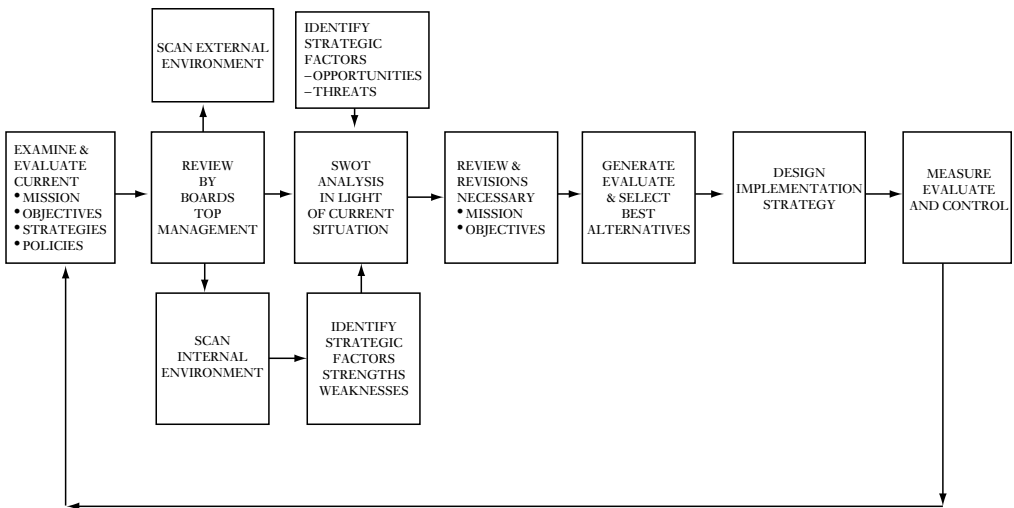 SCAN EXTERNAL
ENVIRONMENT
IDENTIFY
STRATEGIC
FACTORS
–OPPORTUNITIES
–THREATS
EXAMINE &
EVALUATE
CURRENT
• MISSION
• OBJECTIVES
• STRATEGIES
• POLICIES
REVIEW
BY
BOARDS
TOP
MANAGEMENT
SWOT
ANALYSIS
IN LIGHT
OF CURRENT
SITUATION
REVIEW &
REVISIONS
NECESSARY
• MISSION
• OBJECTIVES
GENERATE
EVALUATE
& SELECT
BEST
ALTERNATIVES
DESIGN
IMPLEMENTATION
STRATEGY
MEASURE
EVALUATE
AND CONTROL
SCAN
INTERNAL
ENVIRONMENT
IDENTIFY
STRATEGIC
FACTORS
STRENGTHS
WEAKNESSES